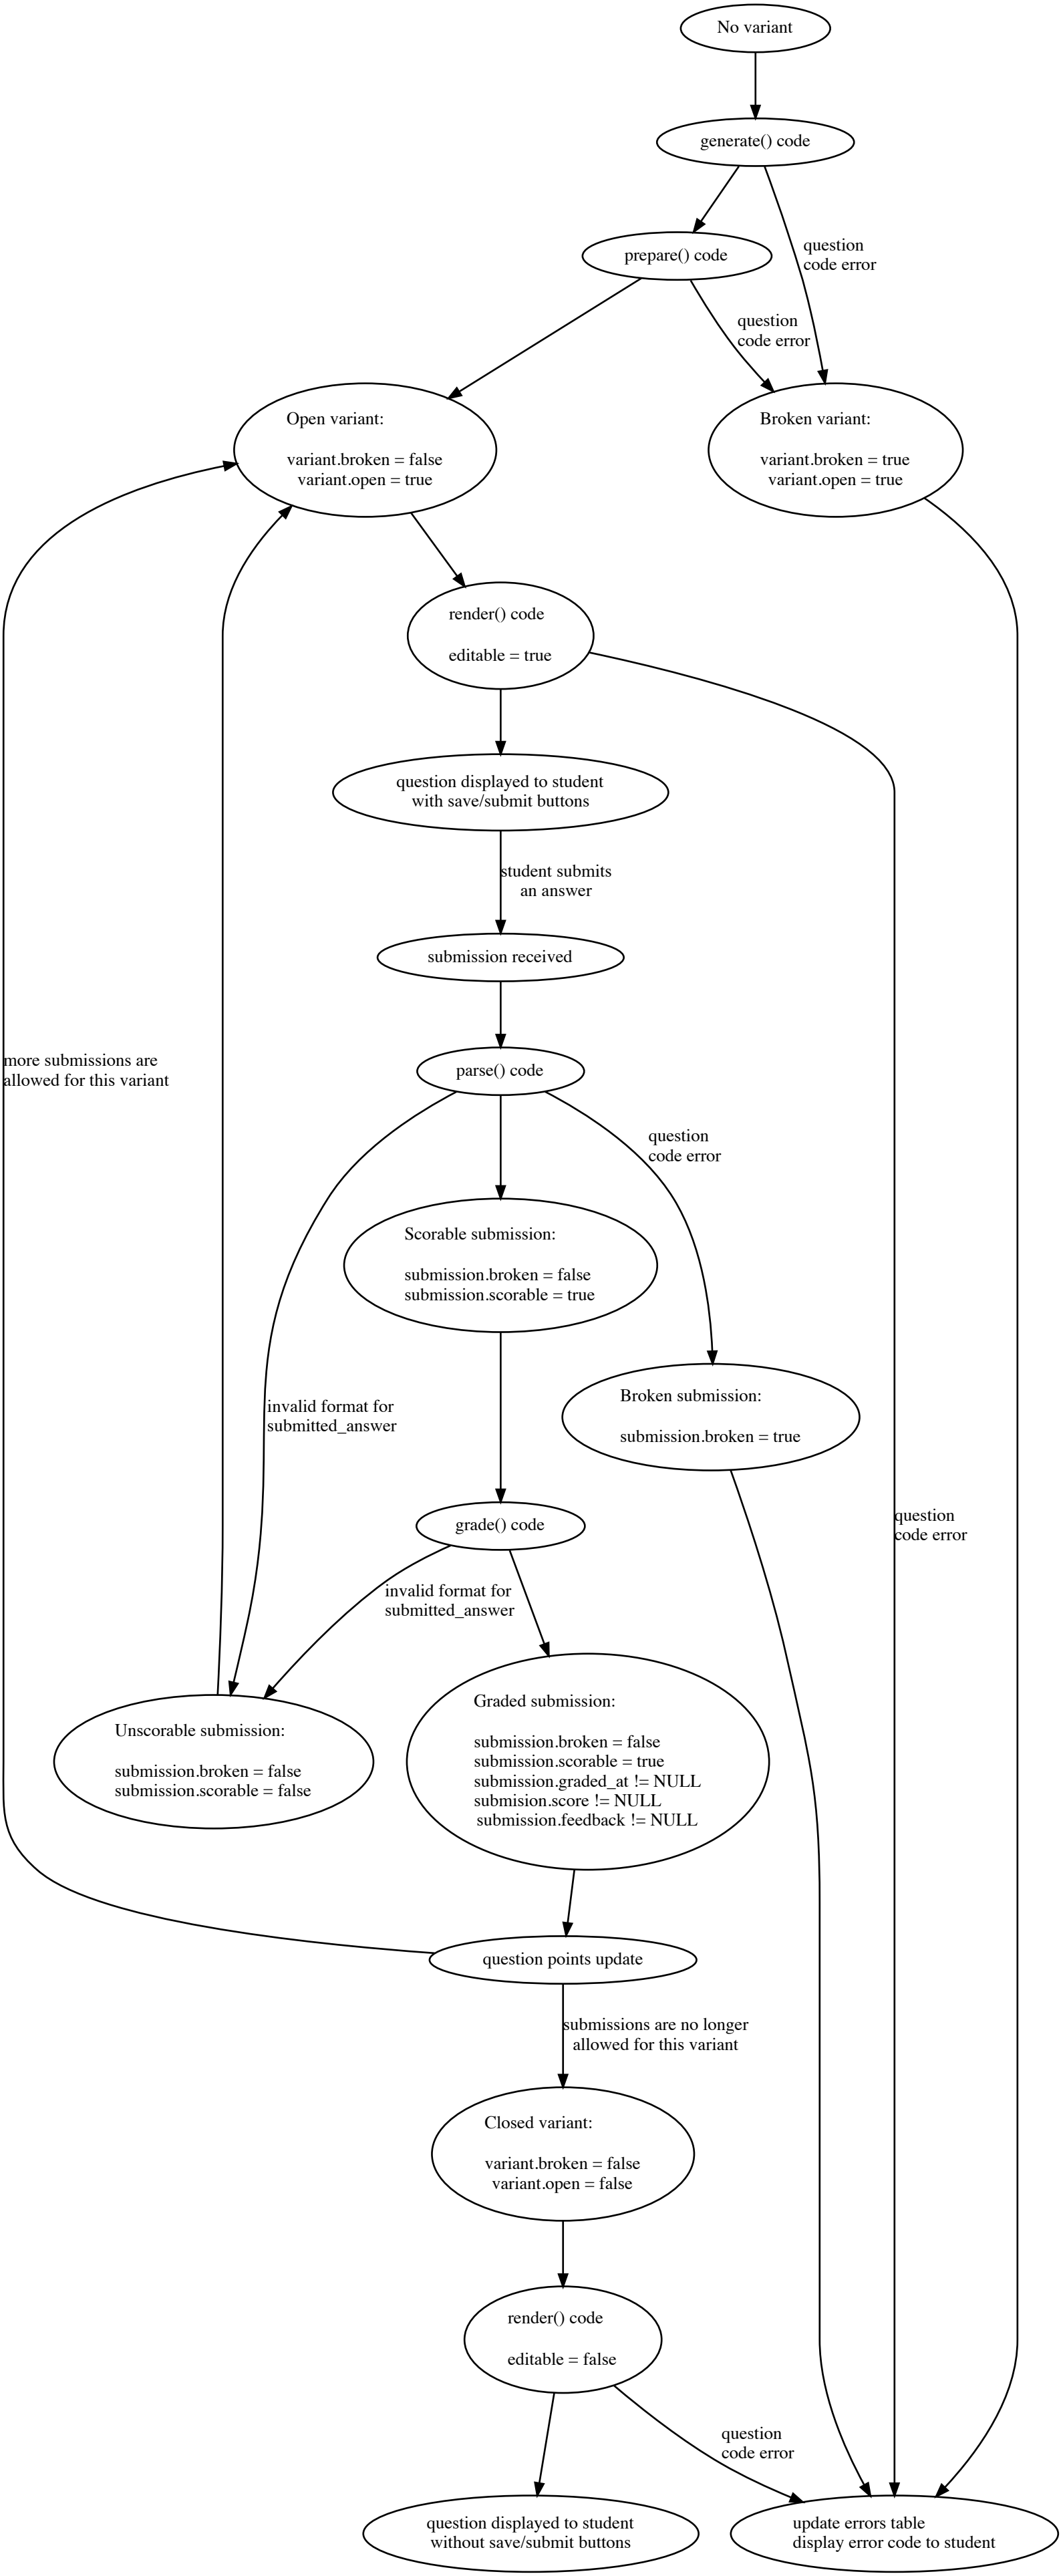 No variant
generate() code
question
code error
prepare() code
question
code error
Open variant:
variant.broken = false
variant.open = true
Broken variant:
variant.broken = true
variant.open = true
render() code
editable = true
question displayed to student
with save/submit buttons
student submits
an answer
submission received
more submissions are
allowed for this variant
parse() code
question
code error
Scorable submission:
submission.broken = false
submission.scorable = true
invalid format for
submitted_answer
Broken submission:
submission.broken = true
question
code error
grade() code
invalid format for
submitted_answer
Unscorable submission:
submission.broken = false
submission.scorable = false
Graded submission:
submission.broken = false
submission.scorable = true
submission.graded_at != NULL
submision.score != NULL
submission.feedback != NULL
question points update
submissions are no longer
allowed for this variant
Closed variant:
variant.broken = false
variant.open = false
render() code
editable = false
question
code error
question displayed to student
without save/submit buttons
update errors table
display error code to student